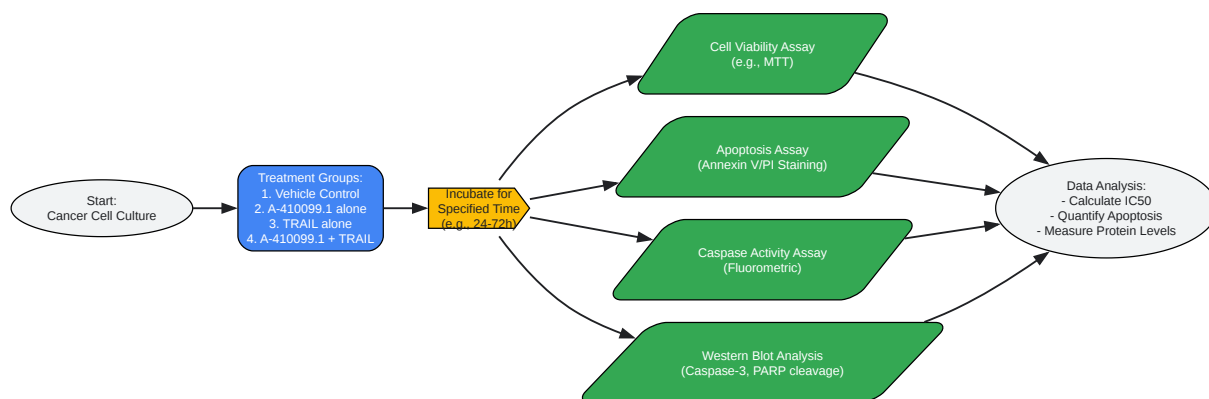 Start:
Cancer Cell Culture
Treatment Groups:
1. Vehicle Control
2. A-410099.1 alone
3. TRAIL alone
4. A-410099.1 + TRAIL
Incubate for
Specified Time
(e.g., 24-72h)
Cell Viability Assay
(e.g., MTT)
Apoptosis Assay
(Annexin V/PI Staining)
Caspase Activity Assay
(Fluorometric)
Western Blot Analysis
(Caspase-3, PARP cleavage)
Data Analysis:
- Calculate IC50
- Quantify Apoptosis
- Measure Protein Levels